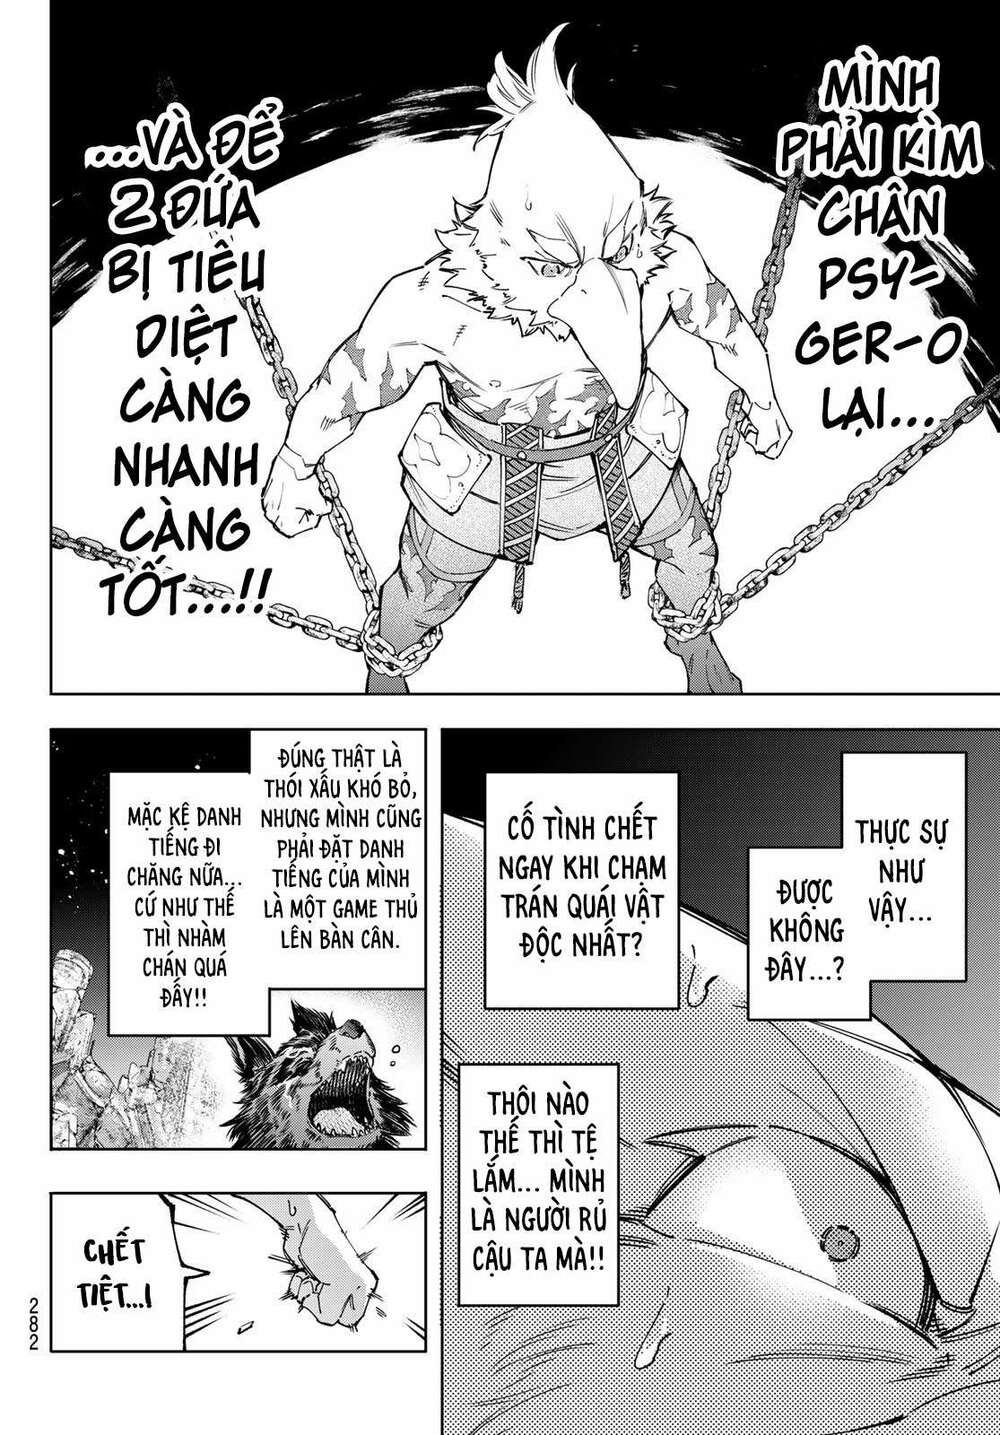 MÌNH
PHẢI KÌM
CHÂN
PSY-
GER-O
LẠI...
...VÀ ĐỂ
2 ĐỨA
BỊ TIÊU
DIỆT
CÀNG
NHANH
CÀNG
TỐT...!!
THỰC SỰ
NHƯ
VẬY...
ĐƯỢC
KHÔNG
ĐÂY...?
CỐ TÌNH CHẾT
NGAY KHI CHẠM
TRÁN QUÁI VẬT
ĐỘC NHẤT?
THÔI NÀO
THẾ THÌ TỆ
LẮM... MÌNH
LÀ NGƯỜI RỦ
CẬU TA MÀ!!
ĐÚNG THẬT LÀ
THÓI XẤU KHÓ BỎ,
NHƯNG MÌNH CŨNG
PHẢI ĐẶT DANH
TIẾNG CỦA MÌNH
LÀ MỘT GAME THỦ
LÊN BÀN CÂN.
MẶC KỆ DANH
TIẾNG ĐI
CHĂNG NỮA...
CỨ NHƯ THẾ
THÌ NHÀM
CHÁN QUÁ
ĐẤY!!
CHẾT
TIỆT...!
282